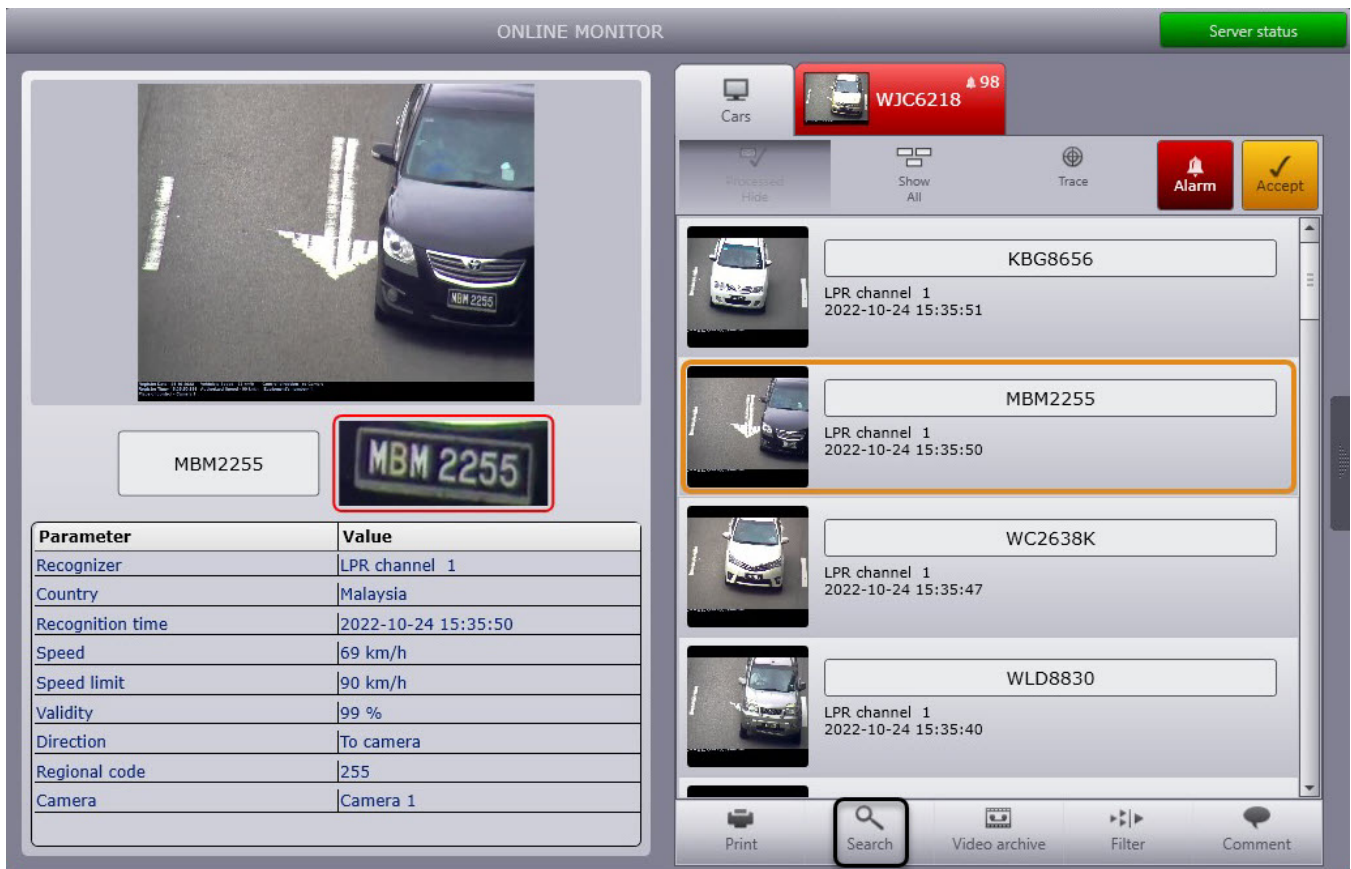 ONLINE MONITOR
Server status
MBM 2255
MBM2255
MBM 2255
Parameter Value
Recognizer LPR channel 1
Country Malaysia
Recognition time 2022-10-24 15:35:50
Speed 69 km/h
Speed limit 90 km/h
Validity 99 %
Direction To camera
Regional code 255
Camera Camera 1
Cars
WJC6218 98
Processed
Hide
Show
All
Trace
Alarm
Accept
KBG8656
LPR channel 1
2022-10-24 15:35:51
MBM2255
LPR channel 1
2022-10-24 15:35:50
WC2638K
LPR channel 1
2022-10-24 15:35:47
WLD8830
LPR channel 1
2022-10-24 15:35:40
Print
Search
Video archive
Filter
Comment